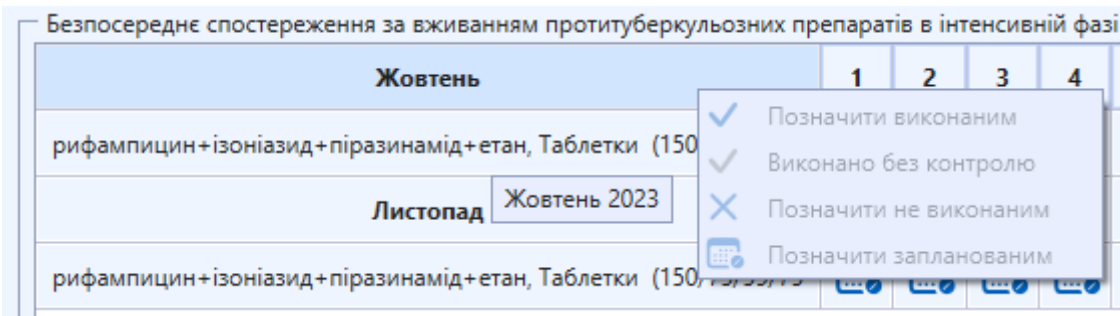 Безпосереднє спостереження за вживанням протитуберкульозних препаратів в інтенсивній фазі
Жовтень 1 2 3 4
Позначити виконаним
рифампицин+ізоніазид+піразинамід+етан, Таблетки (150
Виконано без контролю
Жовтень 2023
Листопад
Позначити не виконаним
Позначити запланованим
рифампицин+ізоніазид+піразинамід+етан, Таблетки (150/